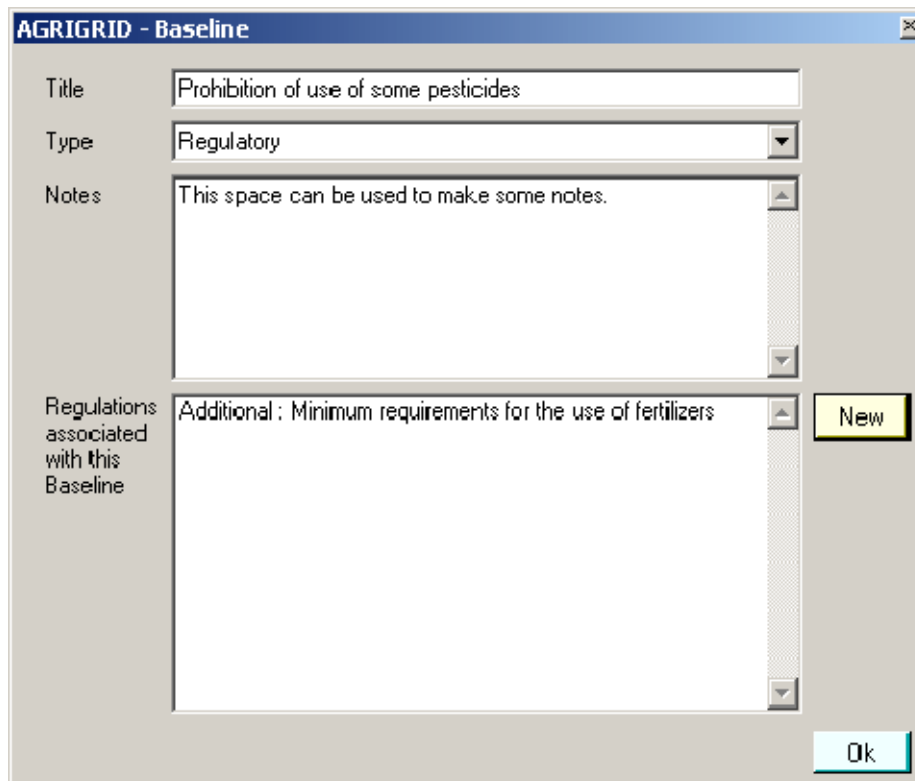 AGRIGRID - Baseline
Title
Prohibition of use of some pesticides
Type
Regulatory
Notes
This space can be used to make some notes.
Regulations
associated
with this
Baseline
Additional : Minimum requirements for the use of fertilizers
New
Ok